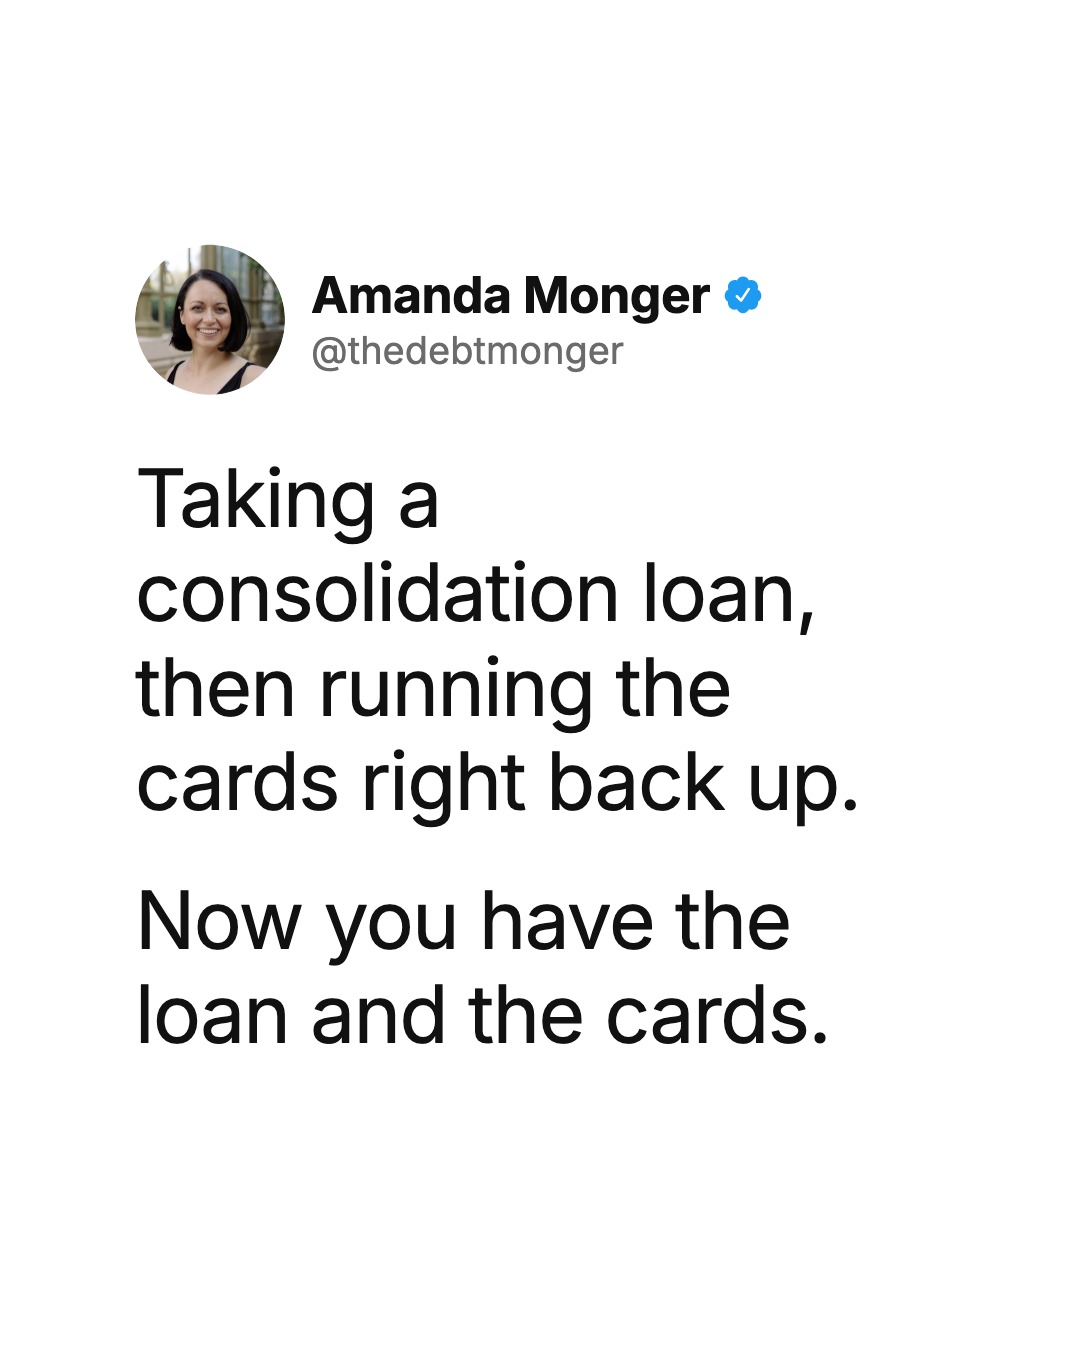 Amanda Monger
@thedebtmonger
Taking a
consolidation loan,
then running the
cards right back up.
Now you have the
loan and the cards.